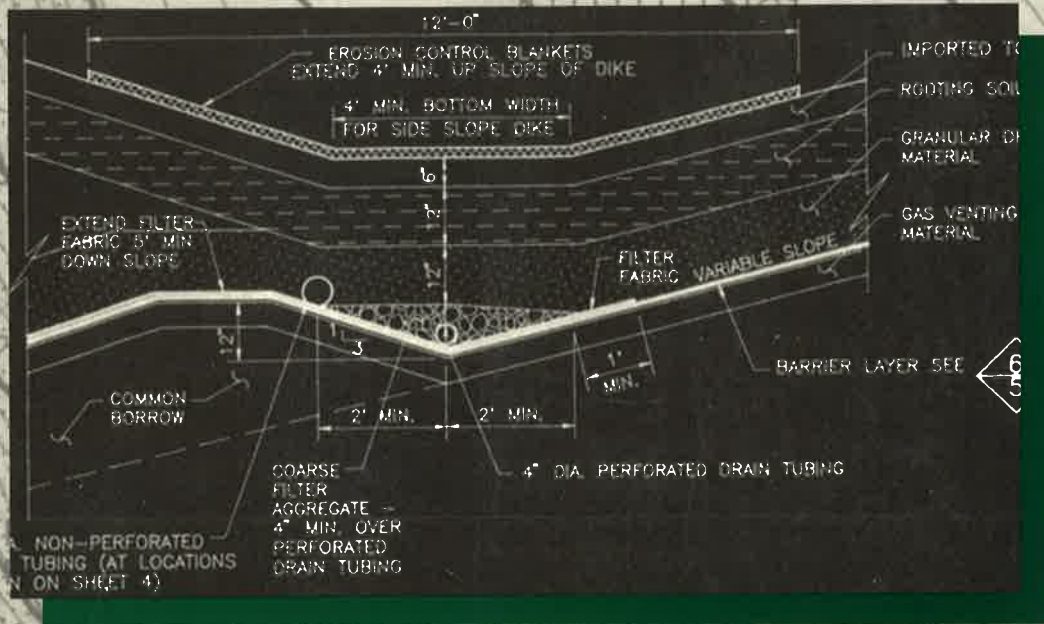 12'-0"
EROSION CONTROL BLANKETS
EXTEND 4' MIN. UP SLOPE OF DIKE
4' MIN. BOTTOM WIDTH
FOR SIDE SLOPE DIKE
IMPORTED
ROOTING
GRANULAR
MATERIAL
GAS VENTING
MATERIAL
EXTEND FILTER
FABRIC 5' MIN
DOWN SLOPE
6"
12"
FILTER
FABRIC
VARIABLE SLOPE
12"
3
1'
MIN.
BARRIER LAYER SEE
6
5
COMMON
BORROW
2' MIN.
2' MIN.
COARSE
FILTER
AGGREGATE –
4" MIN. OVER
PERFORATED
DRAIN TUBING
4" DIA. PERFORATED DRAIN TUBING
NON-PERFORATED
TUBING (AT LOCATIONS
ON SHEET 4)